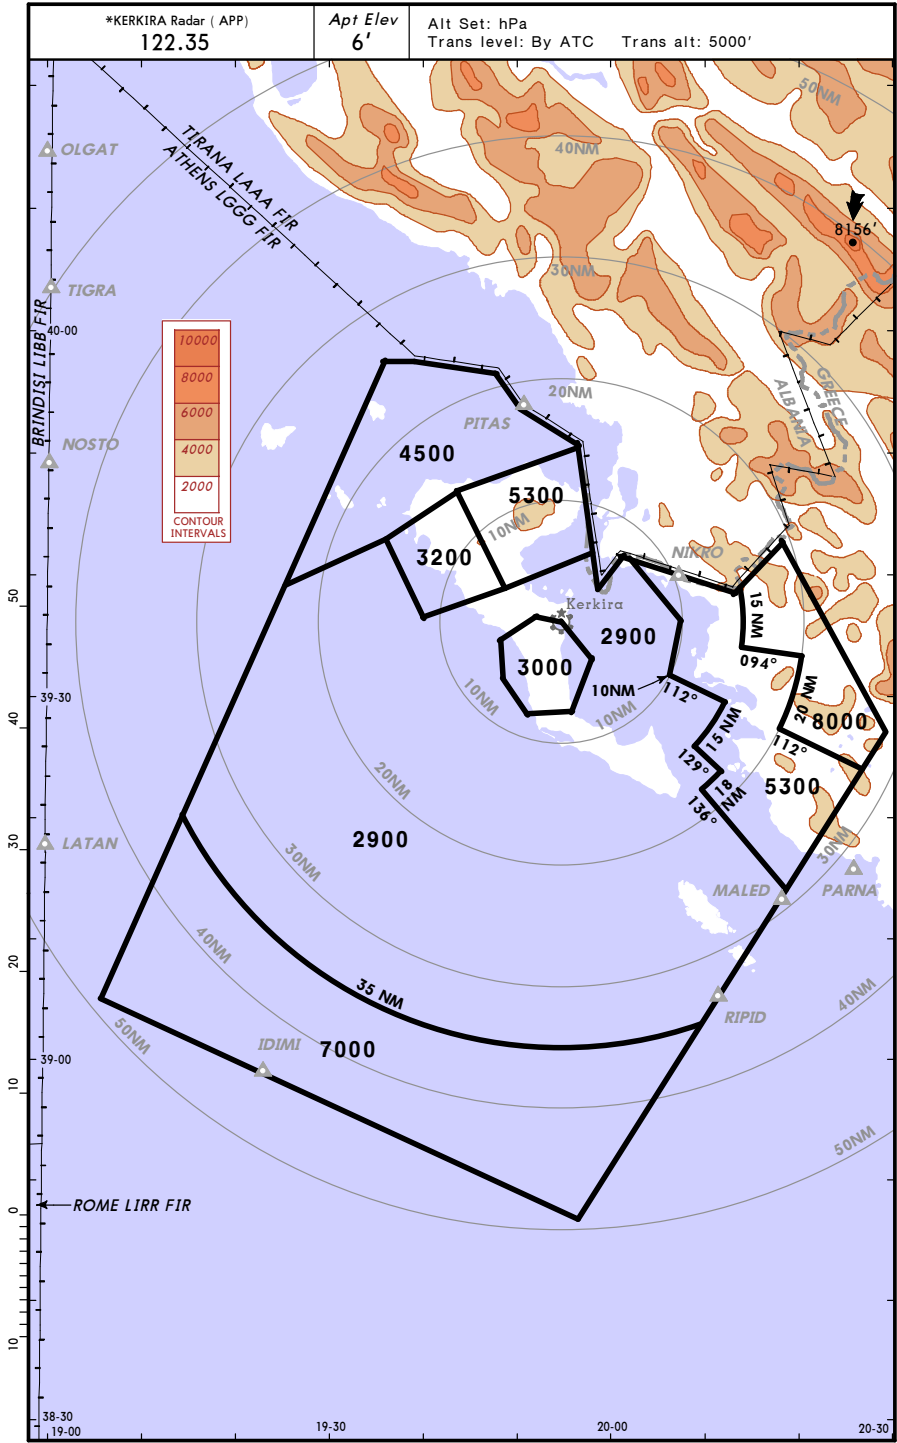 *KERKIRA Radar ( APP)
122.35
Apt Elev
6'
Alt Set: hPa
Trans level: By ATC Trans alt: 5000'
50NM
OLGAT
TIRANA LAAA FIR
ATHENS LGGG FIR
40NM
8156'
30NM
TIGRA
BRINDISI LIBB FIR
40-00
10000
8000
6000
4000
2000
CONTOUR
INTERVALS
GREECE
ALBANIA
20NM
PITAS
NOSTO
4500
5300
10NM
3200
NIKRO
50
Kerkira
15 NM
2900
3000
094°
10NM
112°
39-30
10NM
10NM
20 NM
8000
40
15 NM
112°
129°
5300
18
NM
136°
20NM
2900
30
LATAN
30NM
30NM
MALED
PARNA
40NM
20
35 NM
40NM
RIPID
50NM
IDIMI
7000
39-00
10
50NM
0
ROME LIRR FIR
10
38-30
19-00
19-30
20-00
20-30